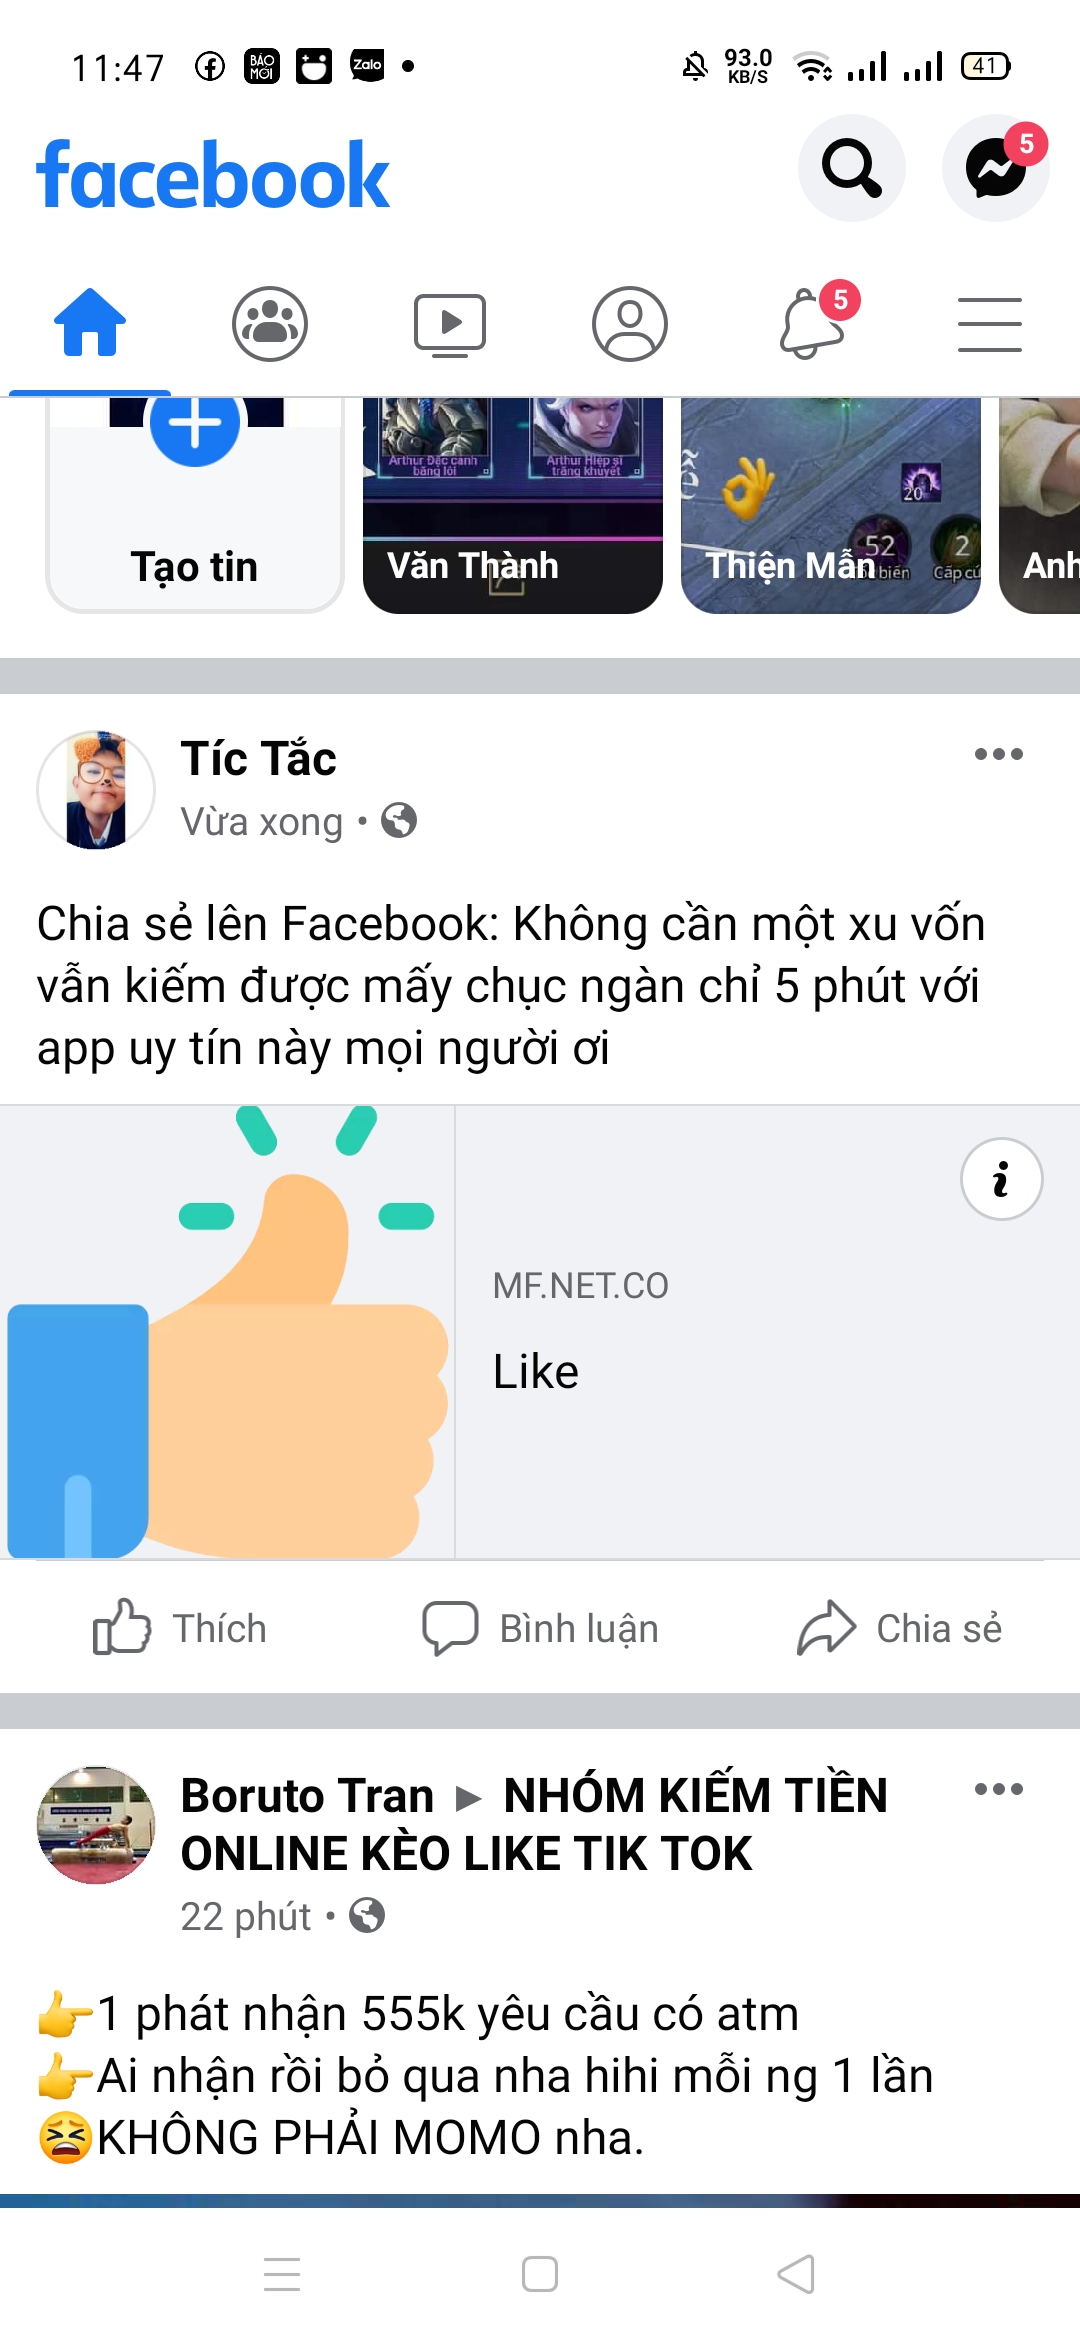 11:47
BÁO MỚI
Zalo
93.0 KB/S
41
facebook
5
5
Arthur Đặc cảnh băng lôi
Arthur Hiệp sĩ trăng khuyết
20
52
2
Tạo tin
Văn Thành
Thiện Mẫn
biến
Cấp
Anh
Tíc Tắc
Vừa xong •
Chia sẻ lên Facebook: Không cần một xu vốn
vẫn kiếm được mấy chục ngàn chỉ 5 phút với
app uy tín này mọi người ơi
i
MF.NET.CO
Like
Thích
Bình luận
Chia sẻ
Boruto Tran ▶ NHÓM KIẾM TIỀN
ONLINE KÈO LIKE TIK TOK
22 phút •
👉1 phát nhận 555k yêu cầu có atm
👉Ai nhận rồi bỏ qua nha hihi mỗi ng 1 lần
😫KHÔNG PHẢI MOMO nha.